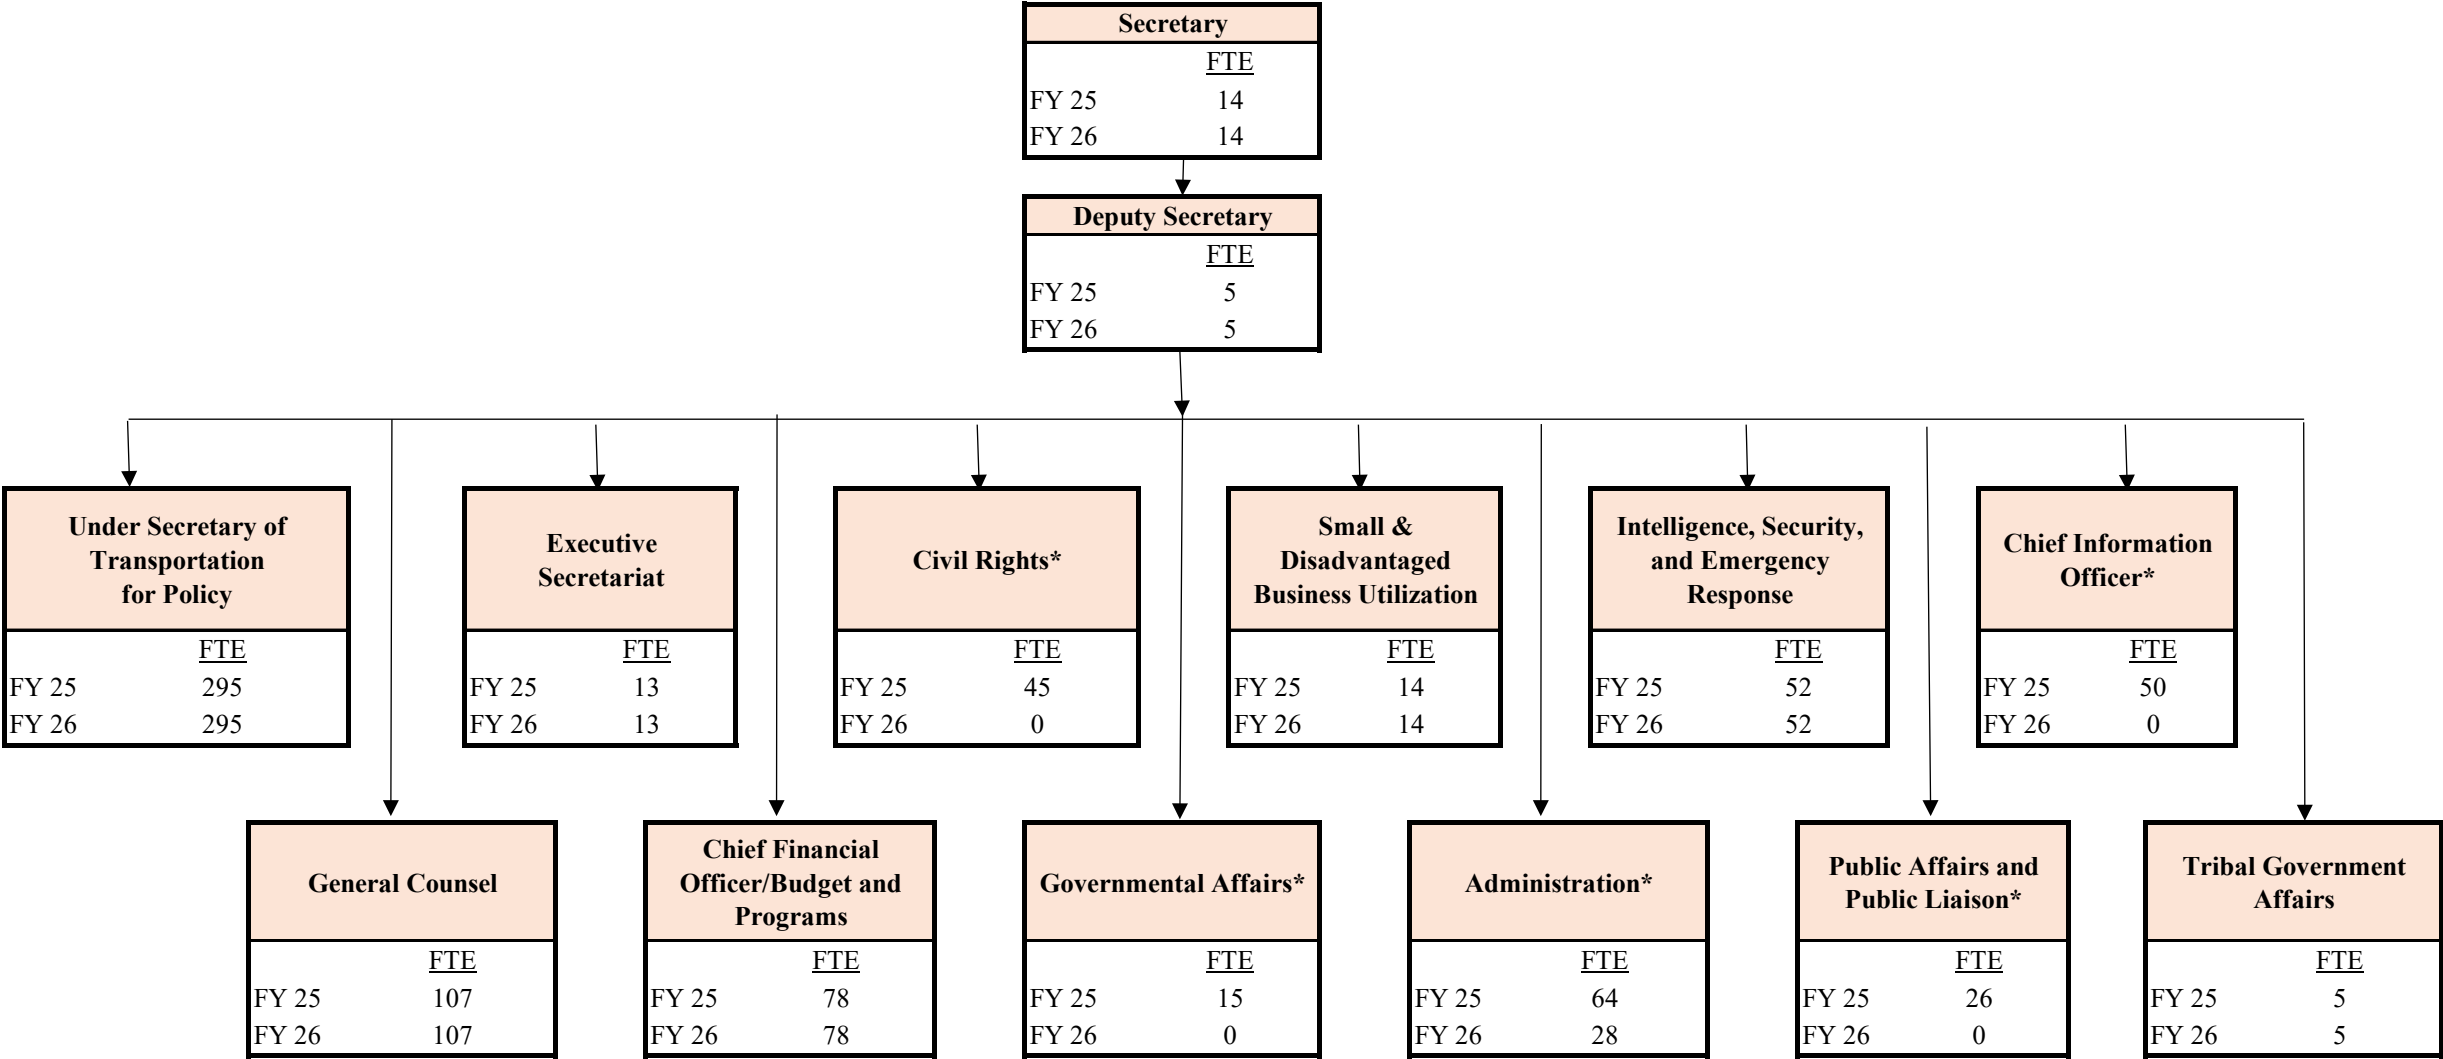 Secretary
FTE
FY 25 14
FY 26 14
Deputy Secretary
FTE
FY 25 5
FY 26 5
Under Secretary of
Transportation
for Policy
FTE
FY 25 295
FY 26 295
Executive
Secretariat
FTE
FY 25 13
FY 26 13
Civil Rights*
FTE
FY 25 45
FY 26 0
Small &
Disadvantaged
Business Utilization
FTE
FY 25 14
FY 26 14
Intelligence, Security,
and Emergency
Response
FTE
FY 25 52
FY 26 52
Chief Information
Officer*
FTE
FY 25 50
FY 26 0
General Counsel
FTE
FY 25 107
FY 26 107
Chief Financial
Officer/Budget and
Programs
FTE
FY 25 78
FY 26 78
Governmental Affairs*
FTE
FY 25 15
FY 26 0
Administration*
FTE
FY 25 64
FY 26 28
Public Affairs and
Public Liaison*
FTE
FY 25 26
FY 26 0
Tribal Government
Affairs
FTE
FY 25 5
FY 26 5